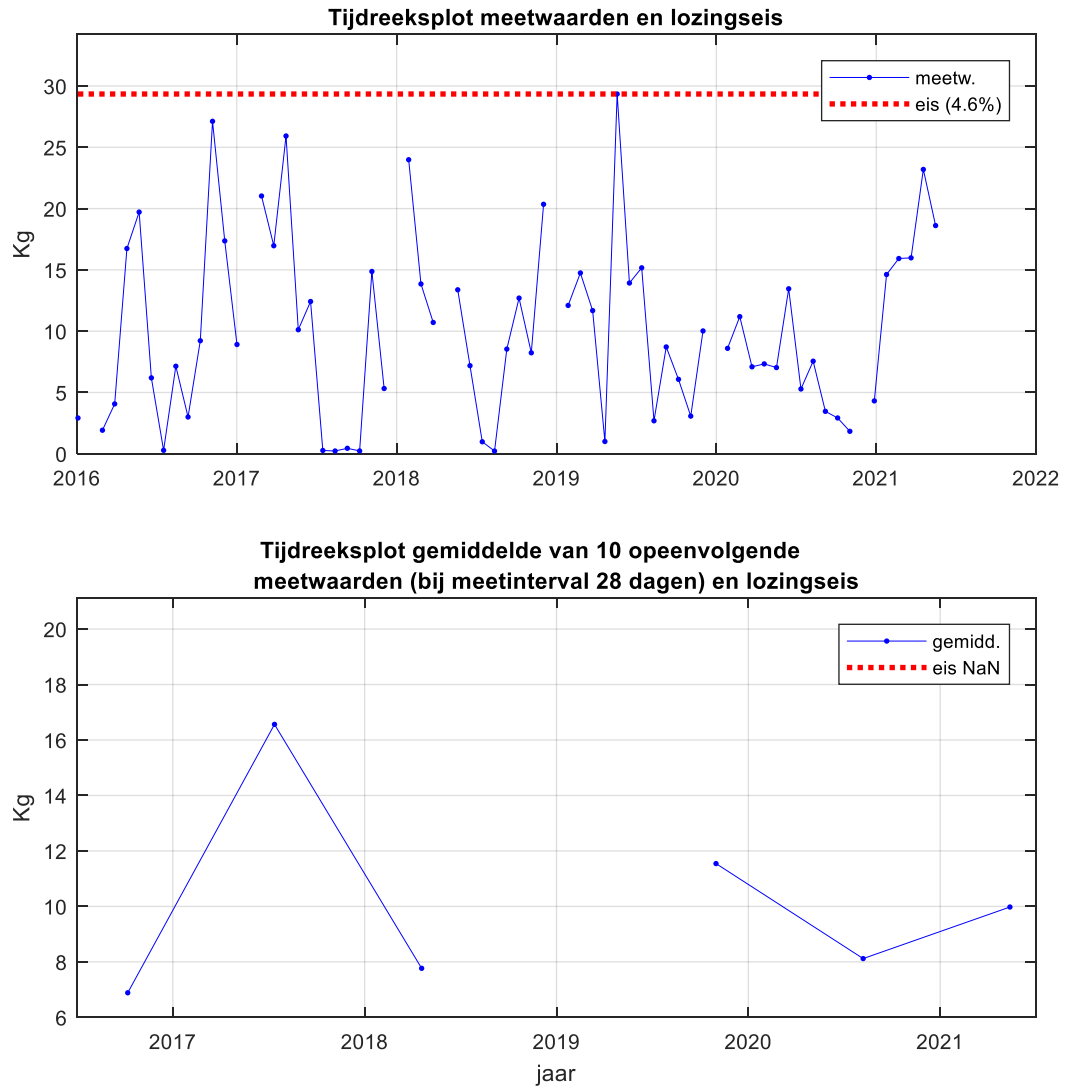 Tijdreeksplot meetwaarden en lozingseis
30
25
20
15
10
5
0
Kg
meetw.
eis (4.6%)
2016 2017 2018 2019 2020 2021 2022
Tijdreeksplot gemiddelde van 10 opeenvolgende
meetwaarden (bij meetinterval 28 dagen) en lozingseis
20
18
16
14
12
10
8
6
Kg
gemidd.
eis NaN
2017 2018 2019 2020 2021
jaar